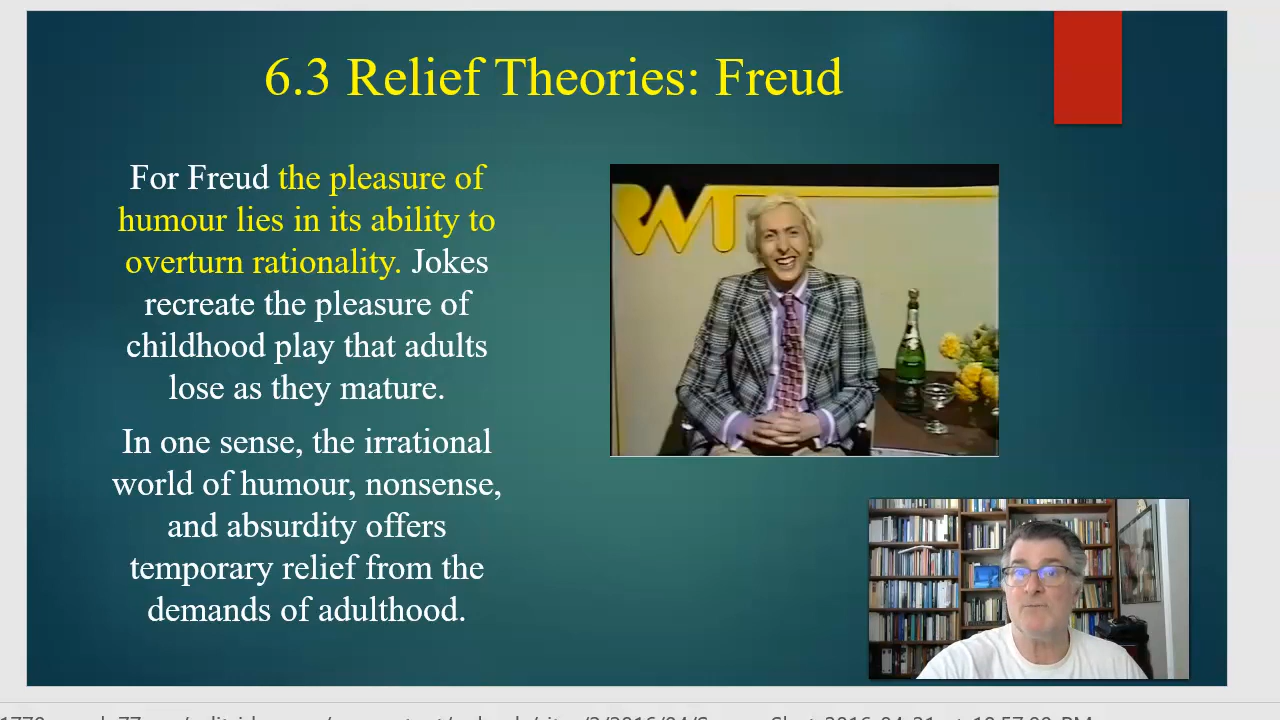 6.3 Relief Theories: Freud
For Freud the pleasure of
humour lies in its ability to
overturn rationality. Jokes
recreate the pleasure of
childhood play that adults
lose as they mature.
In one sense, the irrational
world of humour, nonsense,
and absurdity offers
temporary relief from the
demands of adulthood.
RWT